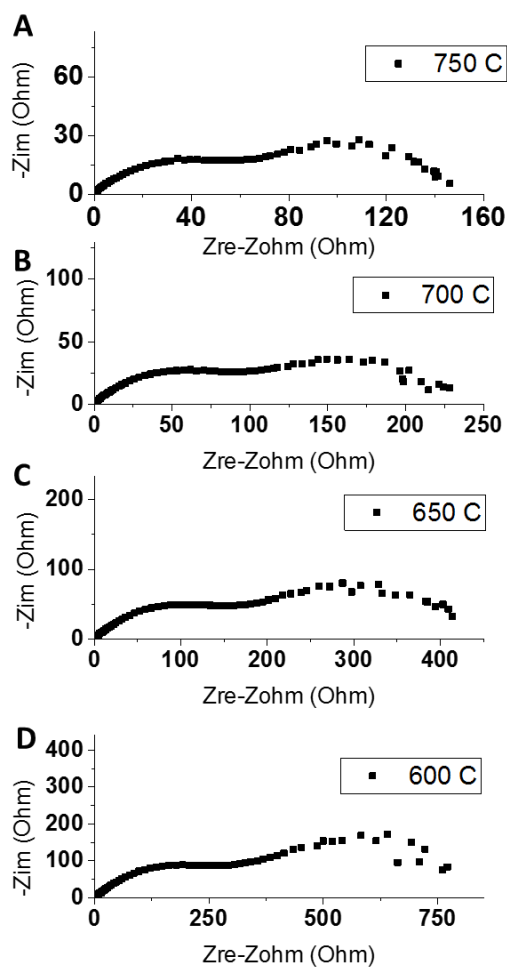 A
-Zim (Ohm)
60
30
0
750 C
0 40 80 120 160
Zre-Zohm (Ohm)
B
-Zim (Ohm)
100
50
0
700 C
0 50 100 150 200 250
Zre-Zohm (Ohm)
C
-Zim (Ohm)
200
100
0
650 C
0 100 200 300 400
Zre-Zohm (Ohm)
D
-Zim (Ohm)
400
300
200
100
0
600 C
0 250 500 750
Zre-Zohm (Ohm)